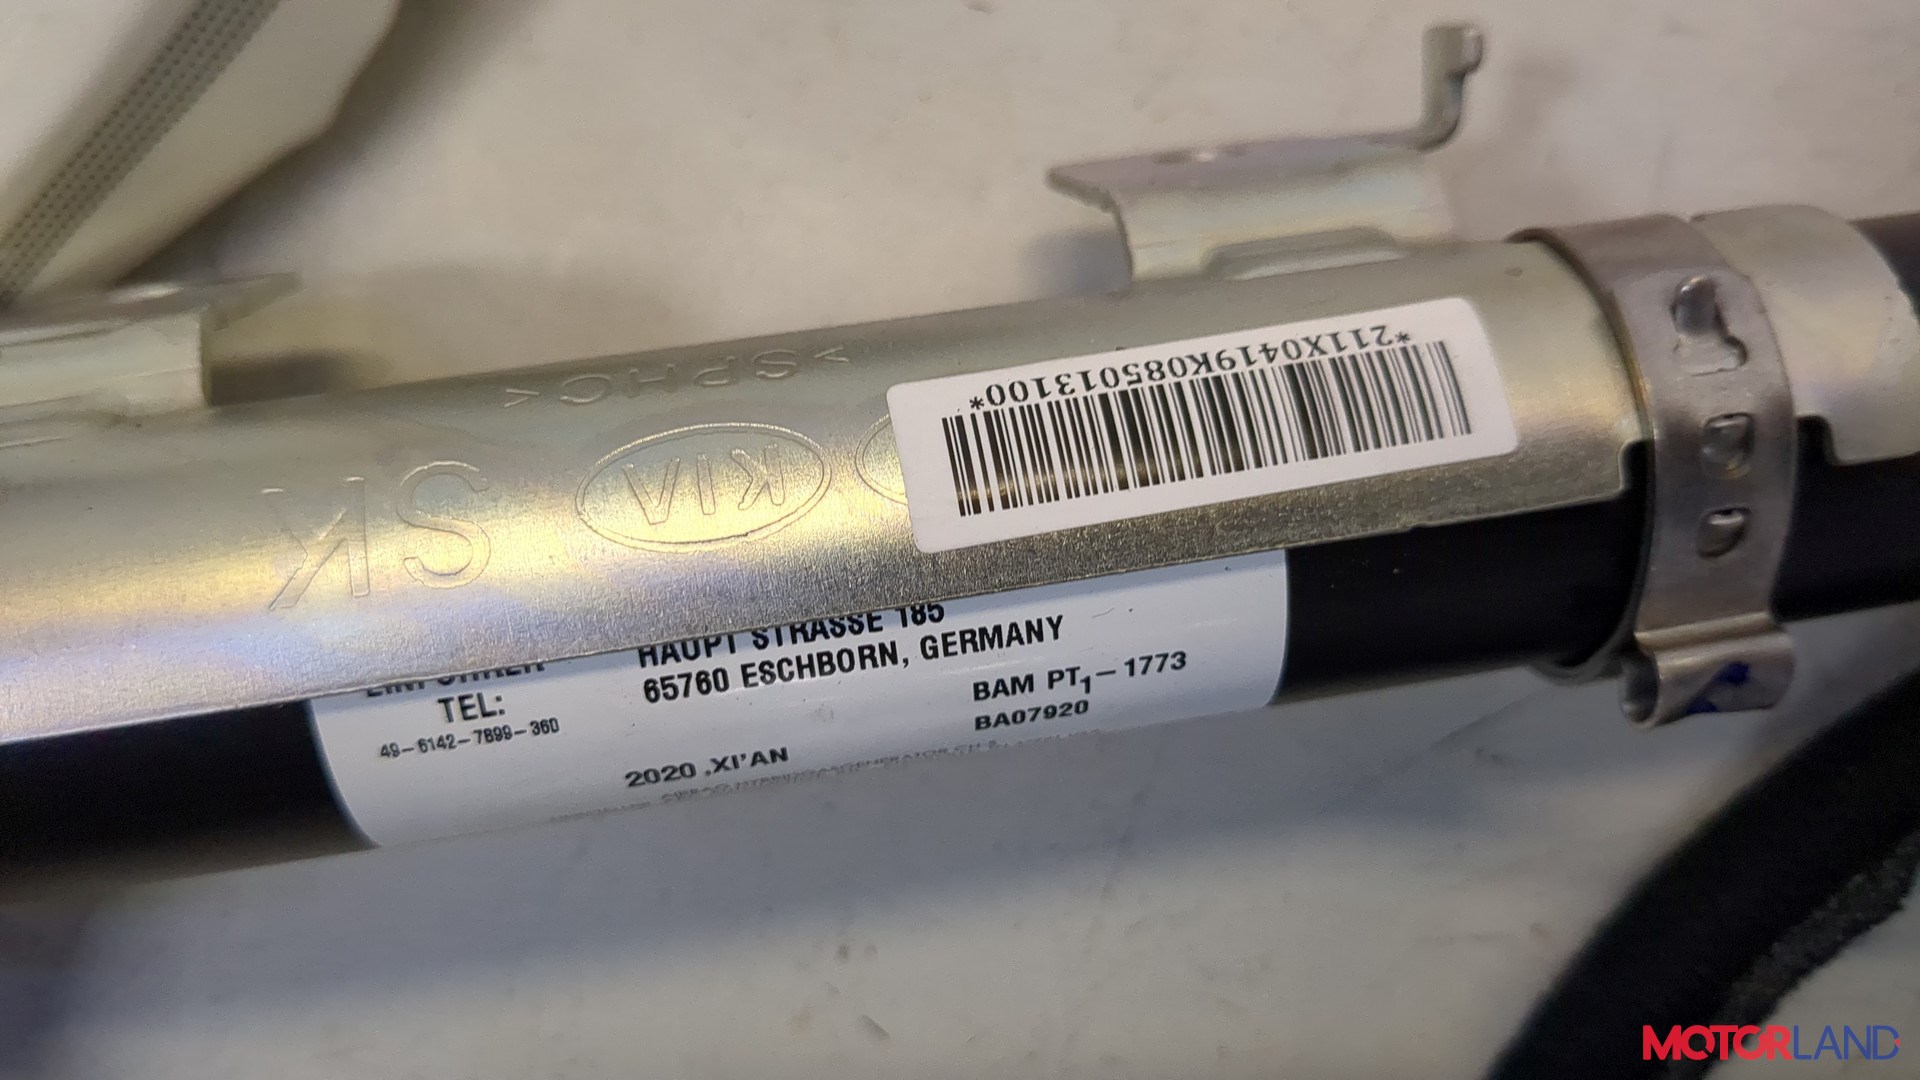 *211X0419K085013100*
>SPHC<
KIA
SK
HAUPT STRASSE 185
65760 ESCHBORN, GERMANY
TEL:
49-6142-7899-360
BAM PT1-1773
BA07920
2020 .XI'AN
MOTORLAND